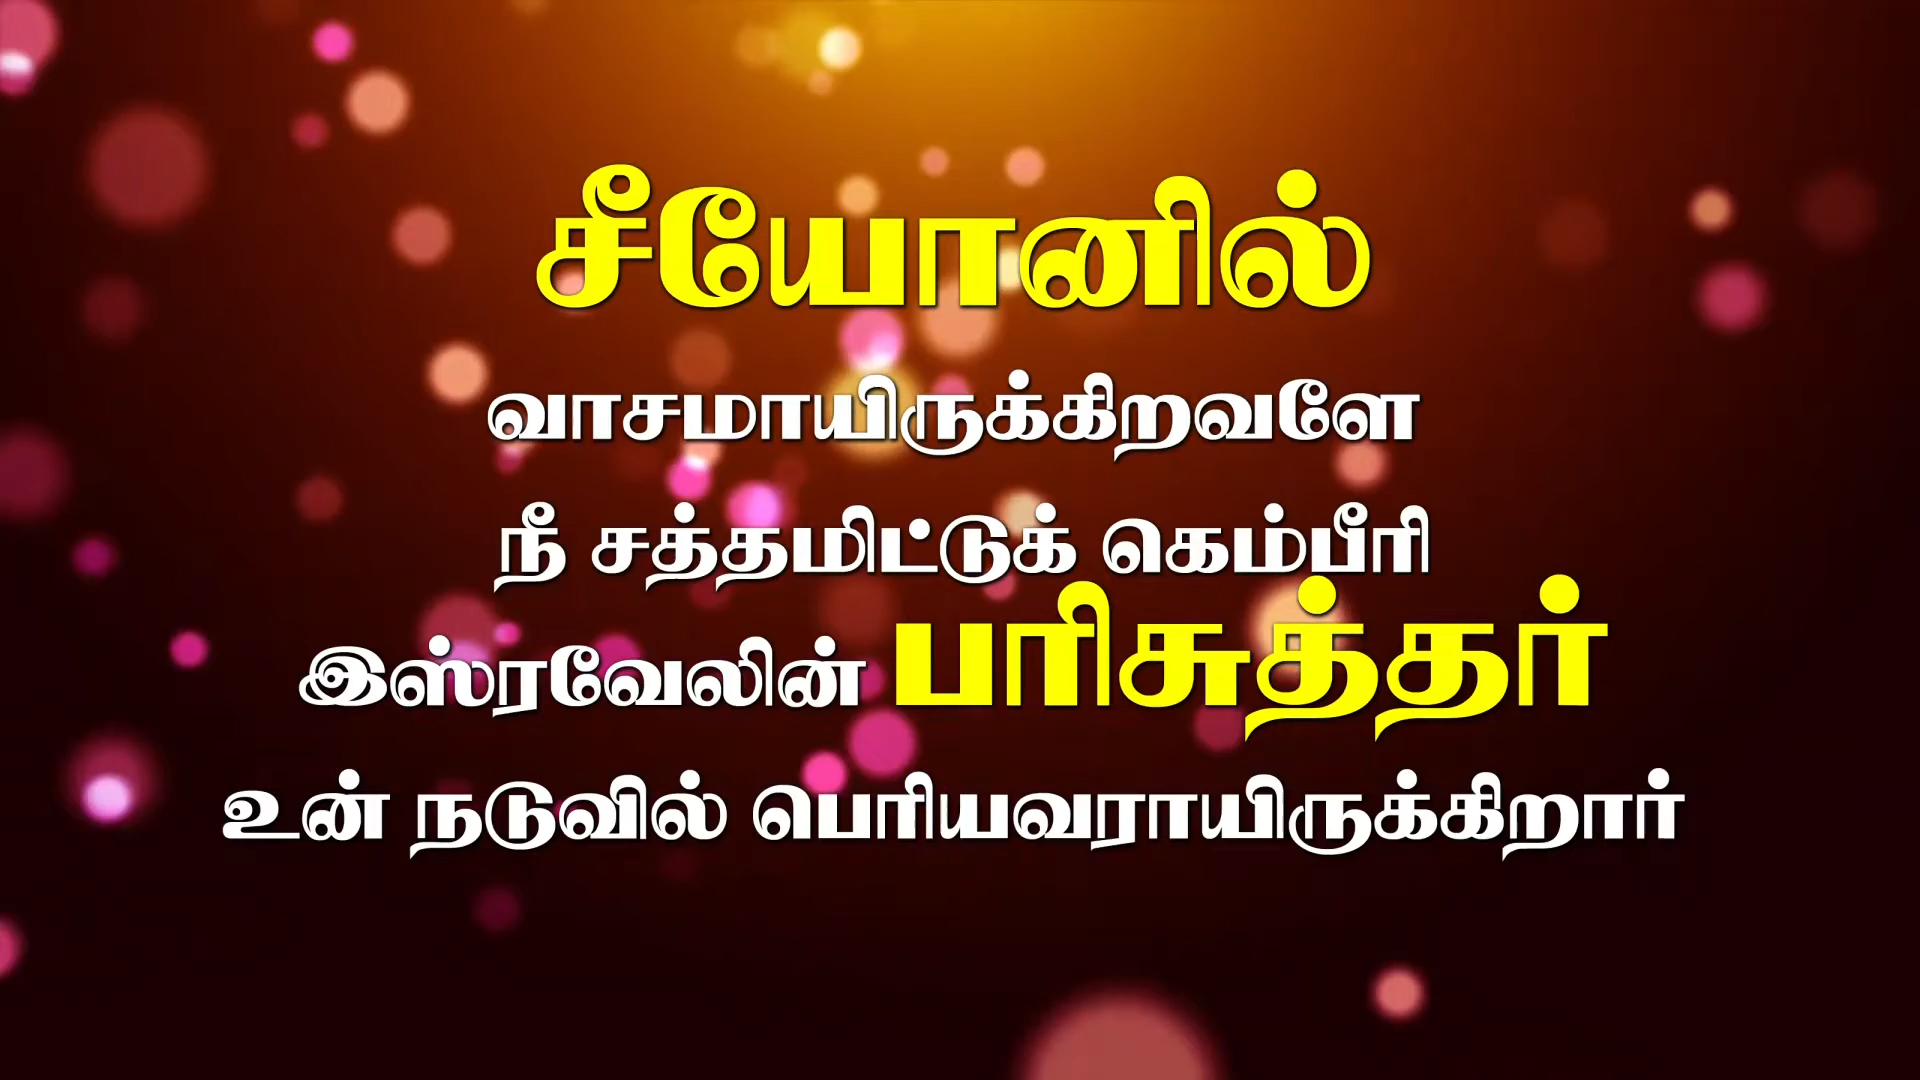 சீயோனில்
வாசமாயிருக்கிறவளே
நீ சத்தமிட்டுக் கெம்பீரி
இஸ்ரவேலின் பரிசுத்தர்
உன் நடுவில் பெரியவராயிருக்கிறார்